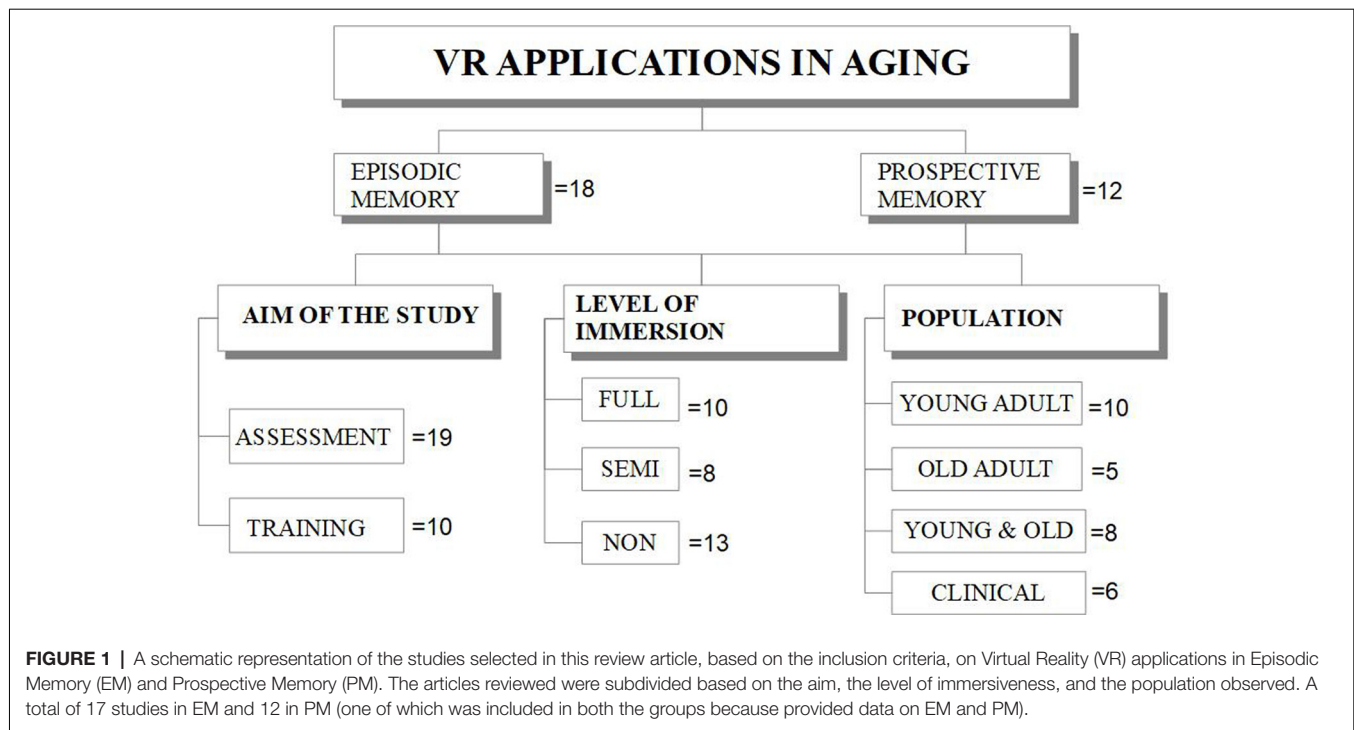 VR APPLICATIONS IN AGING
EPISODIC
MEMORY
=18
PROSPECTIVE
MEMORY
=12
AIM OF THE STUDY
ASSESSMENT =19
TRAINING =10
LEVEL OF
IMMERSION
FULL =10
SEMI =8
NON =13
POPULATION
YOUNG ADULT =10
OLD ADULT =5
YOUNG & OLD =8
CLINICAL =6
FIGURE 1 | A schematic representation of the studies selected in this review article, based on the inclusion criteria, on Virtual Reality (VR) applications in Episodic
Memory (EM) and Prospective Memory (PM). The articles reviewed were subdivided based on the aim, the level of immersiveness, and the population observed. A
total of 17 studies in EM and 12 in PM (one of which was included in both the groups because provided data on EM and PM).